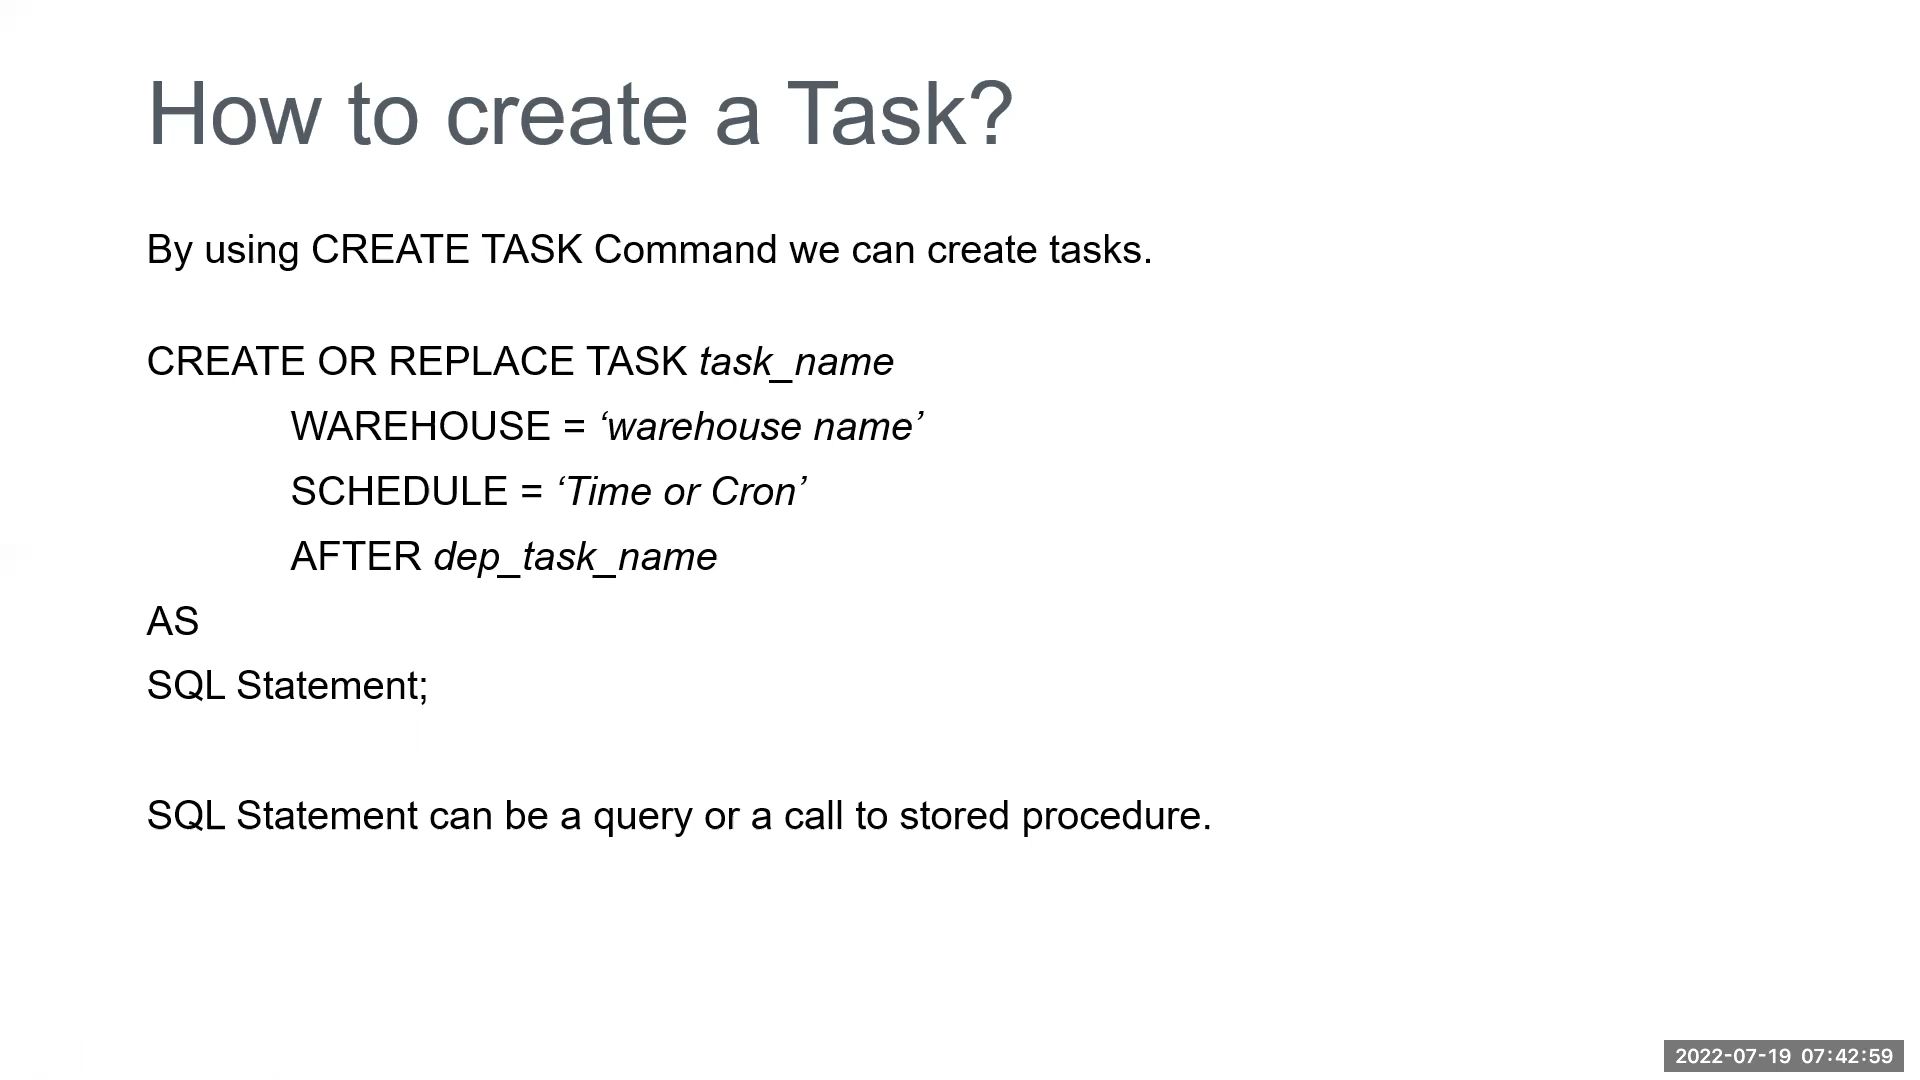 How to create a Task?
By using CREATE TASK Command we can create tasks.
CREATE OR REPLACE TASK task_name
WAREHOUSE = ‘warehouse name’
SCHEDULE = ‘Time or Cron’
AFTER dep_task_name
AS
SQL Statement;
SQL Statement can be a query or a call to stored procedure.
2022-07-19 07:42:59